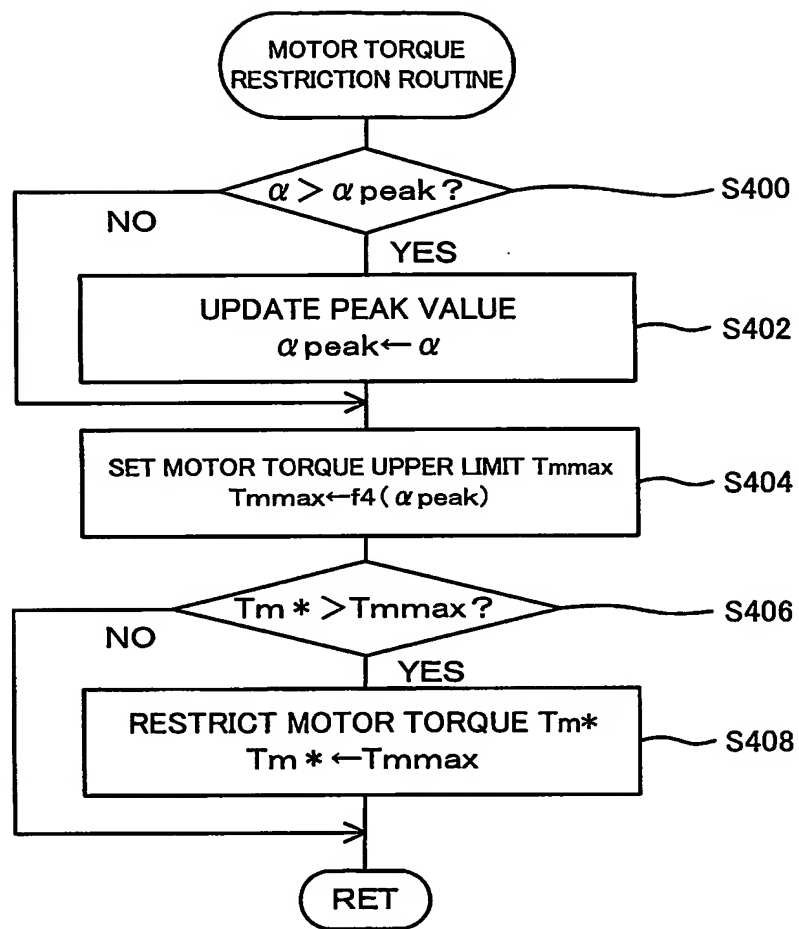 MOTOR TORQUE
RESTRICTION ROUTINE
α > α peak ?
S400
NO
YES
UPDATE PEAK VALUE
α peak ← α
S402
SET MOTOR TORQUE UPPER LIMIT Tmmax
Tmmax←f4( α peak)
S404
Tm * > Tmmax ?
S406
NO
YES
RESTRICT MOTOR TORQUE Tm*
Tm * ←Tmmax
S408
RET